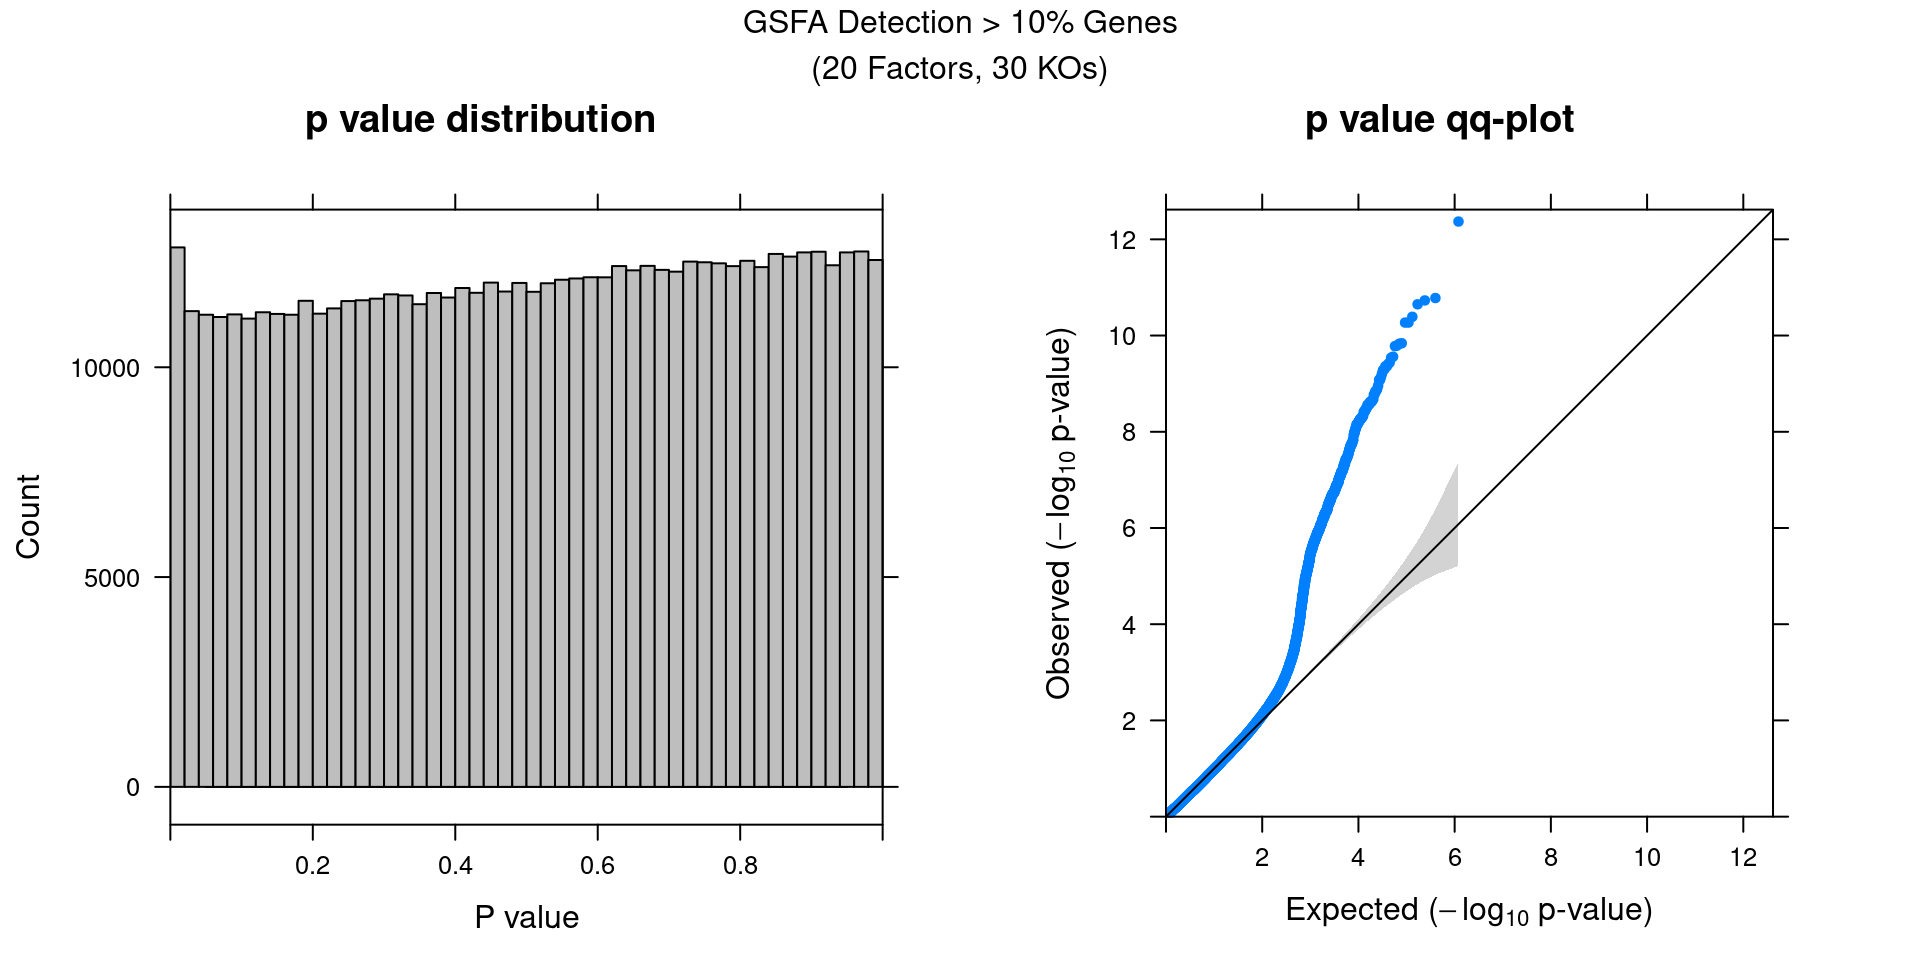 GSFA Detection > 10% Genes
(20 Factors, 30 KOs)
p value distribution
Count
10000
5000
0
0.2 0.4 0.6 0.8
P value
p value qq-plot
Observed (−log10 p-value)
12
10
8
6
4
2
2 4 6 8 10 12
Expected (−log10 p-value)